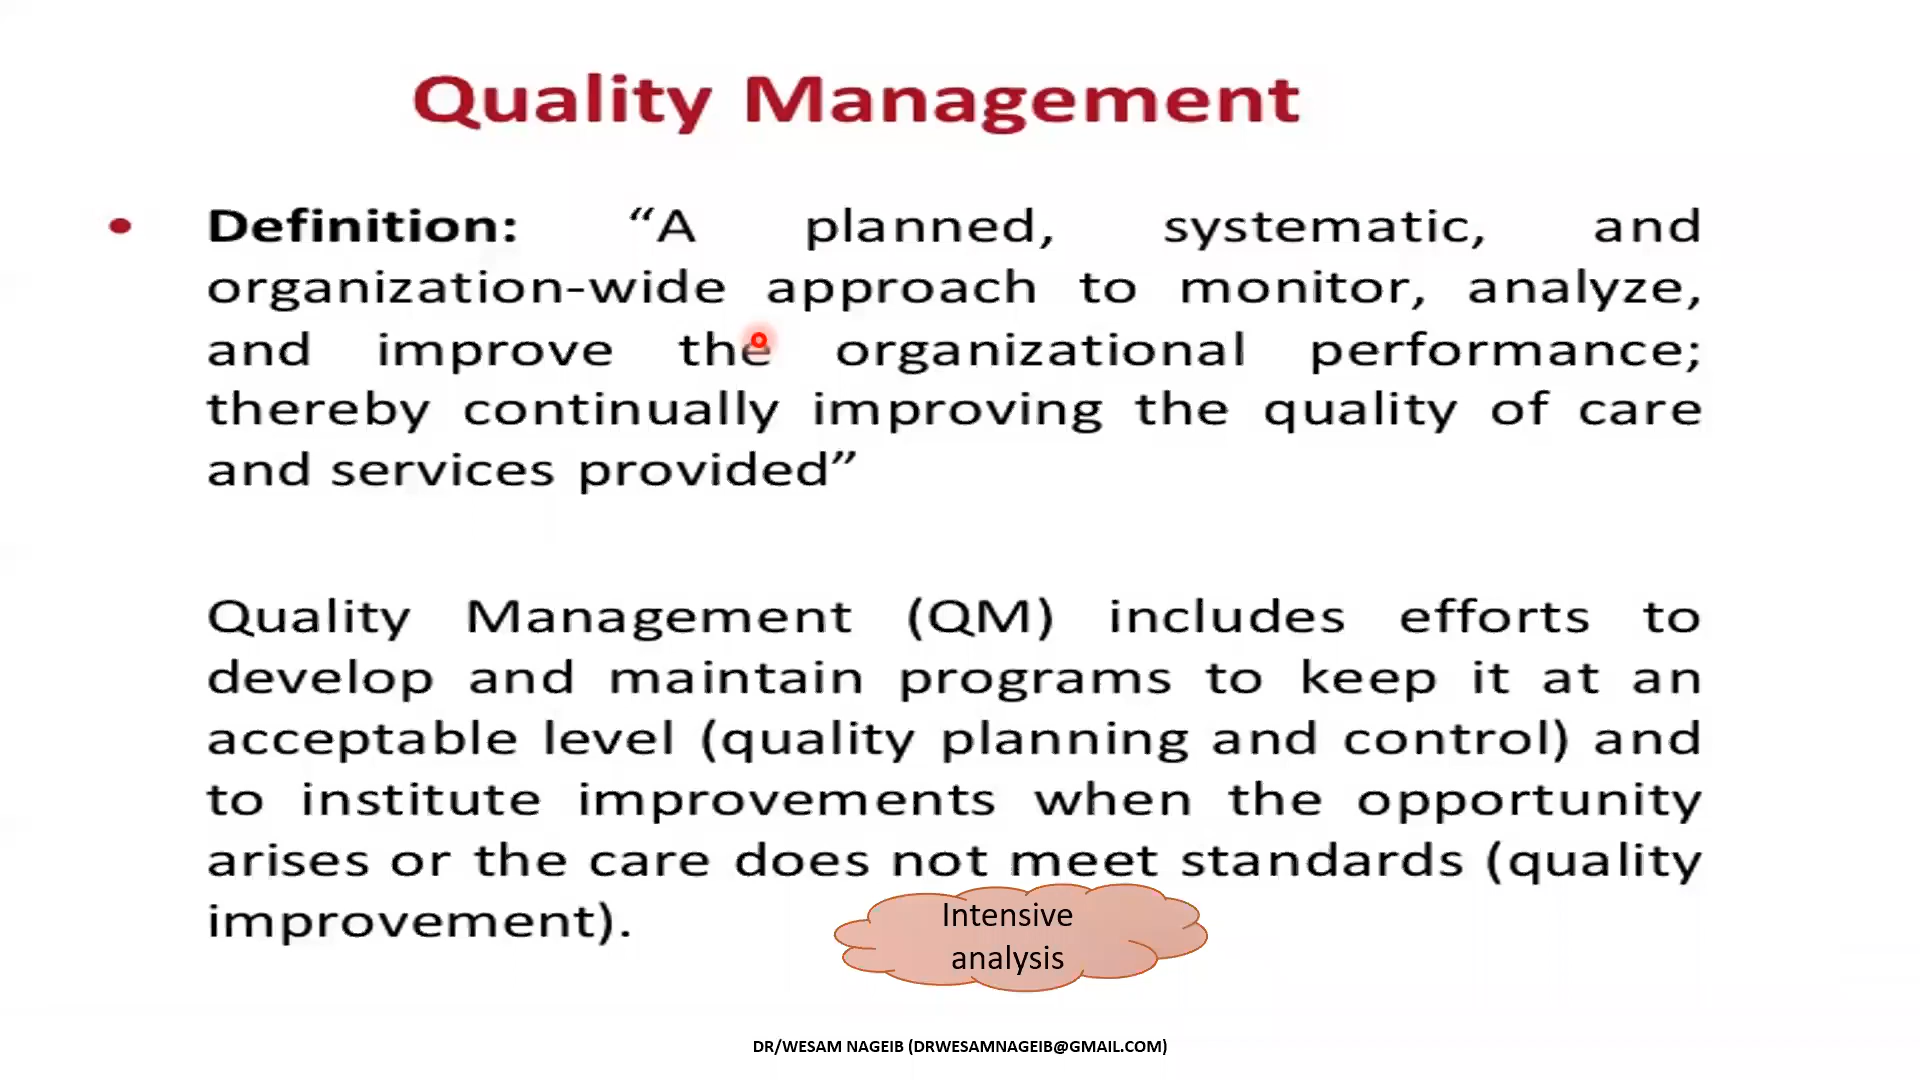 Quality Management
• Definition: “A planned, systematic, and
organization-wide approach to monitor, analyze,
and improve the organizational performance;
thereby continually improving the quality of care
and services provided”
Quality Management (QM) includes efforts to
develop and maintain programs to keep it at an
acceptable level (quality planning and control) and
to institute improvements when the opportunity
arises or the care does not meet standards (quality
improvement).
Intensive
analysis
DR/WESAM NAGEIB (DRWESAMNAGEIB@GMAIL.COM)